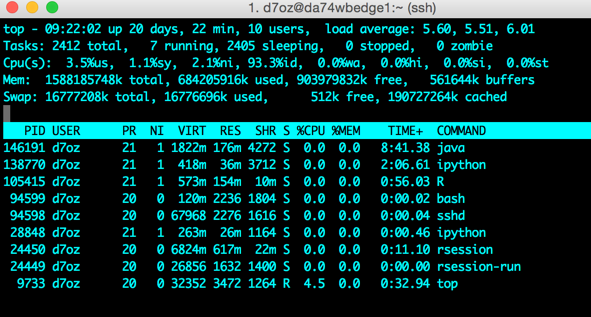 1. d7oz@da74wbedge1:~ (ssh)
top - 09:22:02 up 20 days, 22 min, 10 users,  load average: 5.60, 5.51, 6.01
Tasks: 2412 total,   7 running, 2405 sleeping,   0 stopped,   0 zombie
Cpu(s):  3.5%us,  1.1%sy,  2.1%ni, 93.3%id,  0.0%wa,  0.0%hi,  0.0%si,  0.0%st
Mem:  1588185748k total, 684205916k used, 903979832k free,   561644k buffers
Swap: 16777208k total, 16776696k used,      512k free, 190727264k cached
PID USER      PR  NI  VIRT  RES  SHR S %CPU %MEM    TIME+  COMMAND
146191 d7oz      21   1 1822m 176m 4272 S  0.0  0.0   8:41.38 java
138770 d7oz      21   1  418m  36m 3712 S  0.0  0.0   2:06.61 ipython
105415 d7oz      21   1  573m 154m  10m S  0.0  0.0   0:56.03 R
94599 d7oz      20   0  120m 2236 1804 S  0.0  0.0   0:00.02 bash
94598 d7oz      20   0 67968 2276 1616 S  0.0  0.0   0:00.04 sshd
28848 d7oz      21   1  263m  26m 1164 S  0.0  0.0   0:00.46 ipython
24450 d7oz      20   0 6824m 617m  22m S  0.0  0.0   0:11.10 rsession
24449 d7oz      20   0 26856 1632 1400 S  0.0  0.0   0:00.00 rsession-run
9733 d7oz      20   0 32352 3472 1264 R  4.5  0.0   0:32.94 top